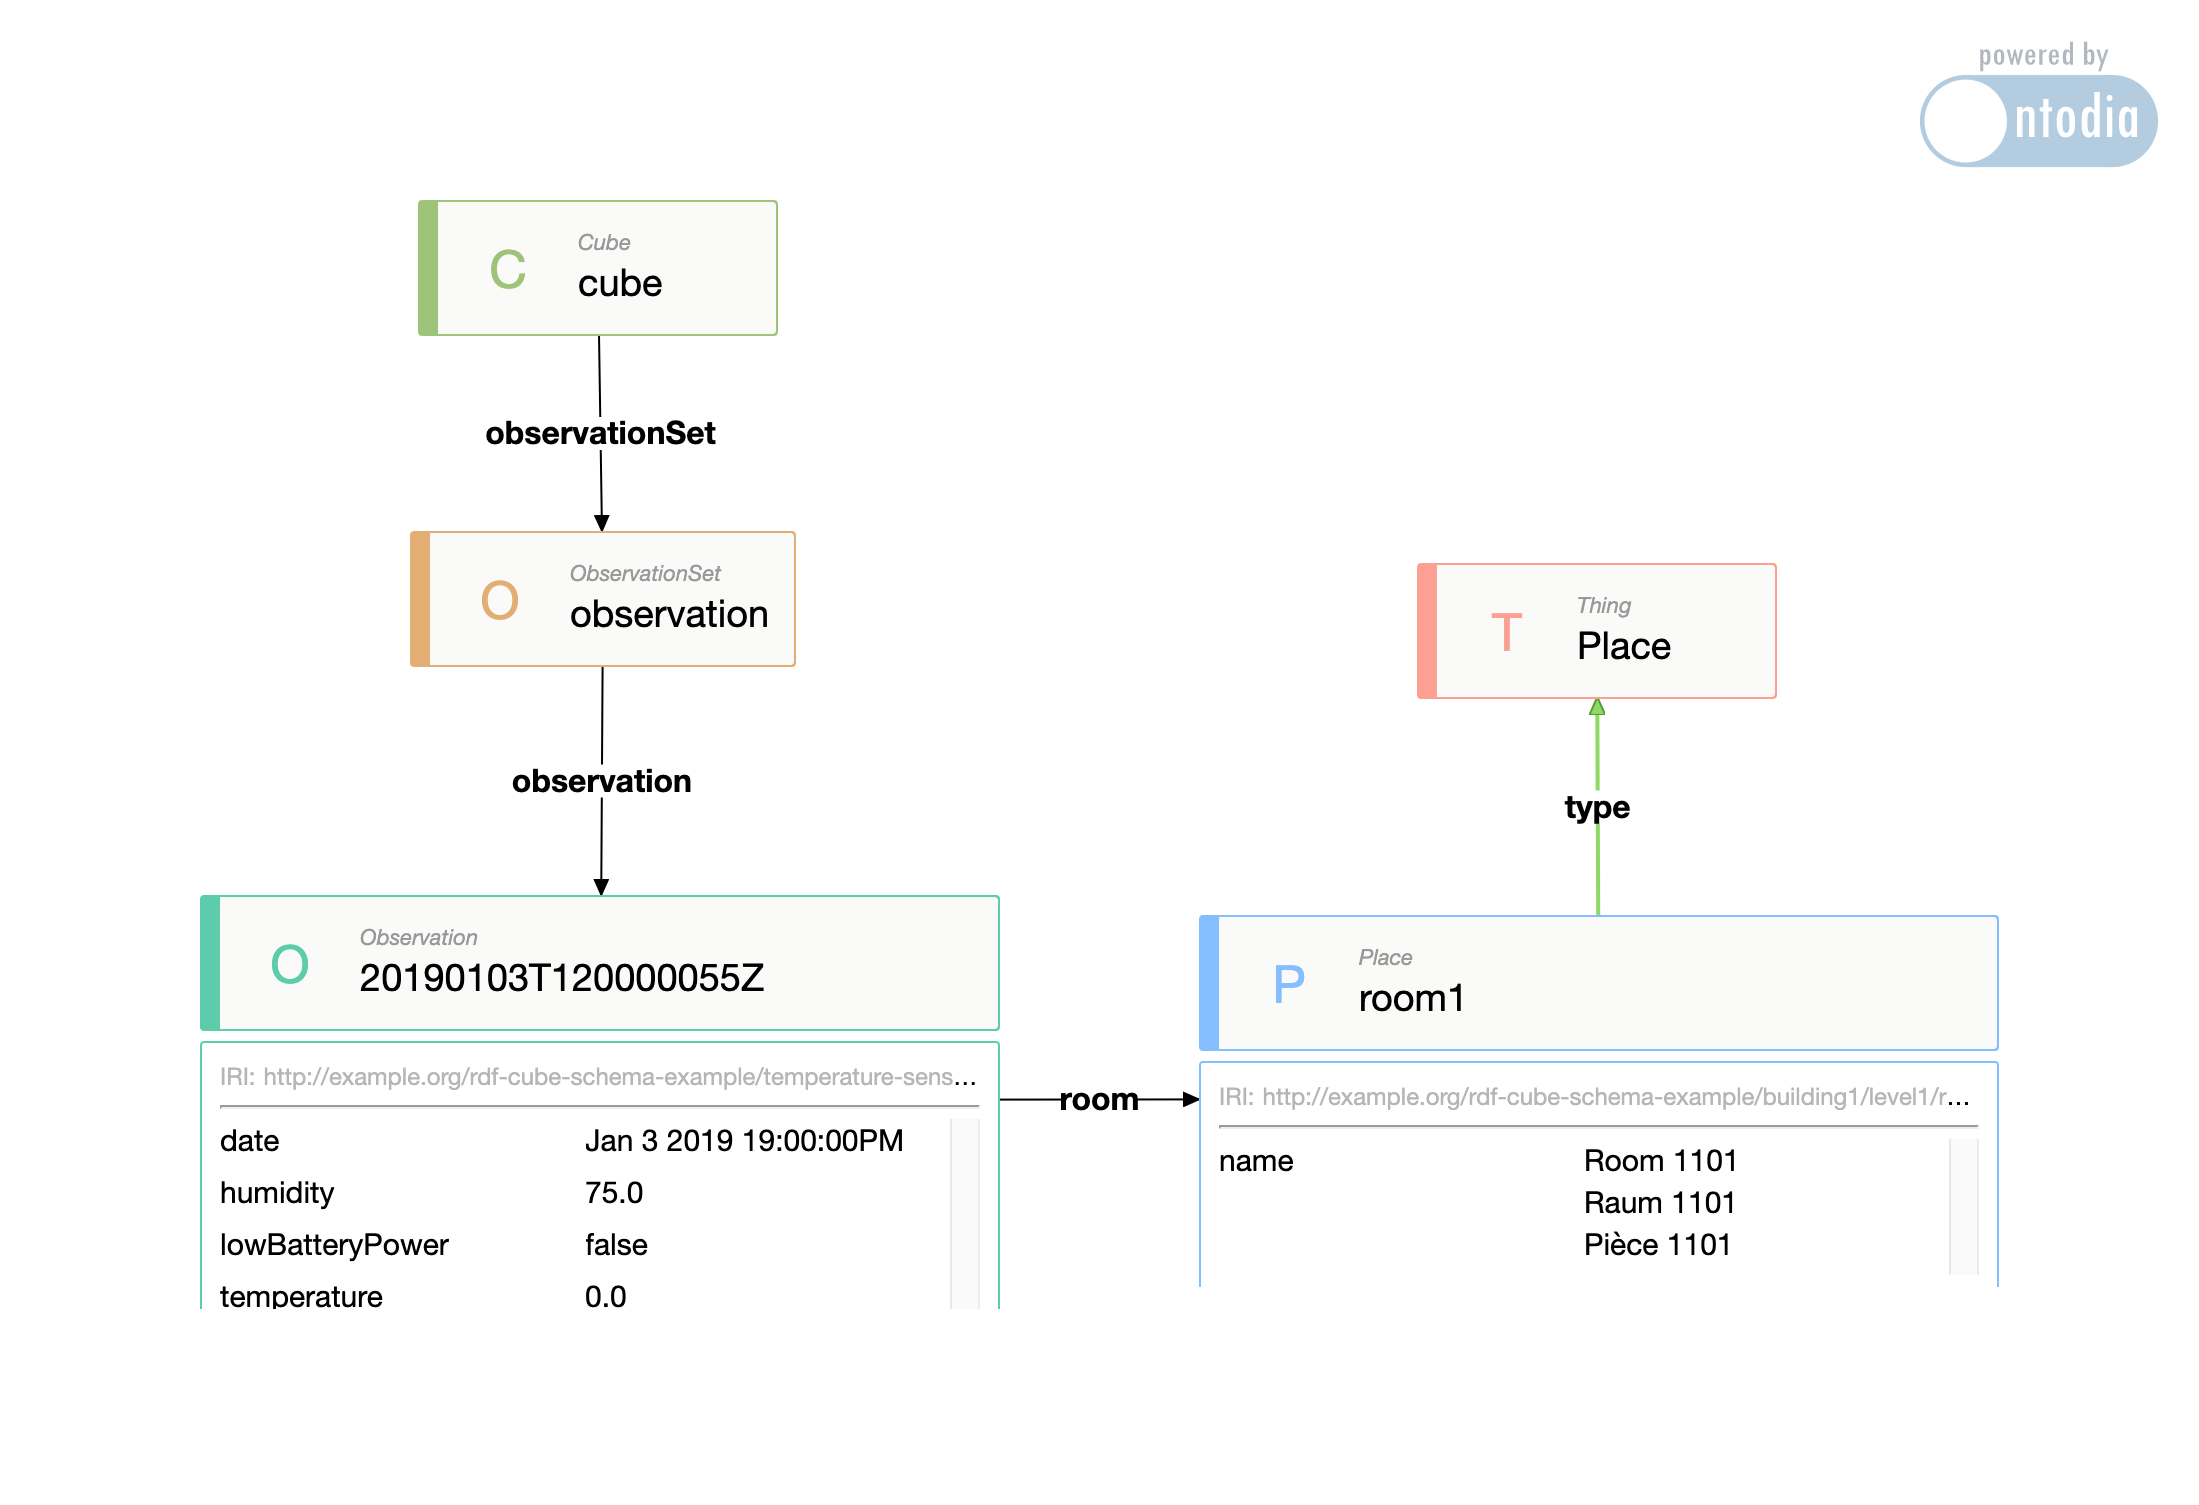 powered by
ntodia
C
Cube
cube
observationSet
O
ObservationSet
observation
T
Thing
Place
observation
type
O
Observation
20190103T120000055Z
P
Place
room1
IRI: http://example.org/rdf-cube-schema-example/temperature-sens...
date Jan 3 2019 19:00:00PM
humidity 75.0
lowBatteryPower false
temperature 0.0
room
IRI: http://example.org/rdf-cube-schema-example/building1/level1/r...
name Room 1101
Raum 1101
Pièce 1101